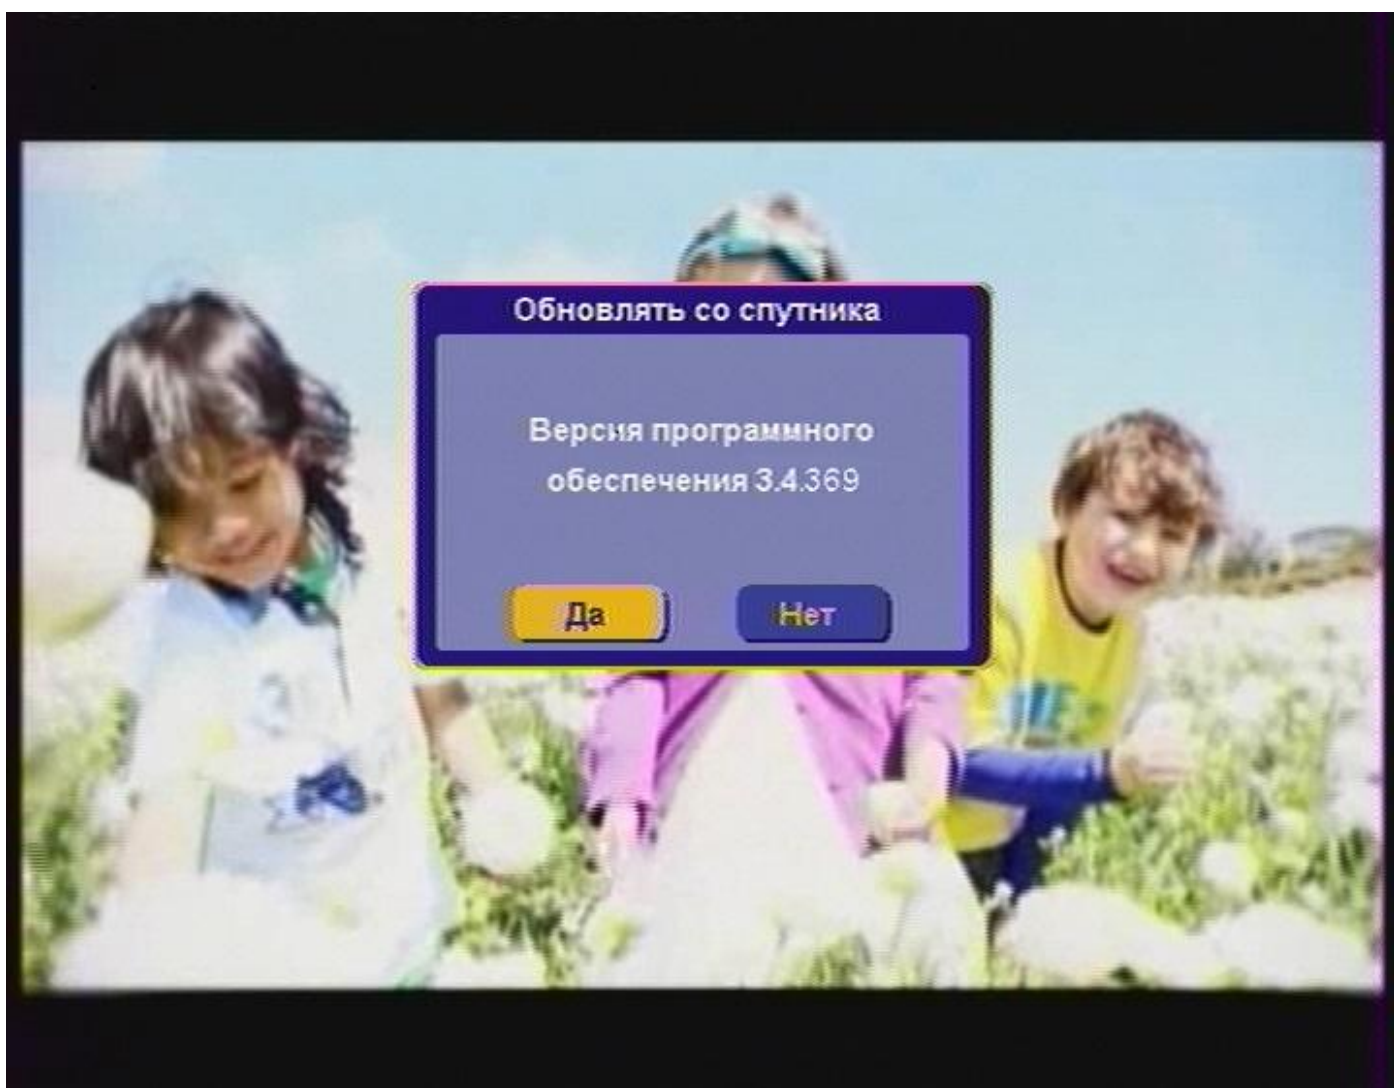 Обновлять со спутника
Версия программного
обеспечения 3.4.369
Да
Нет